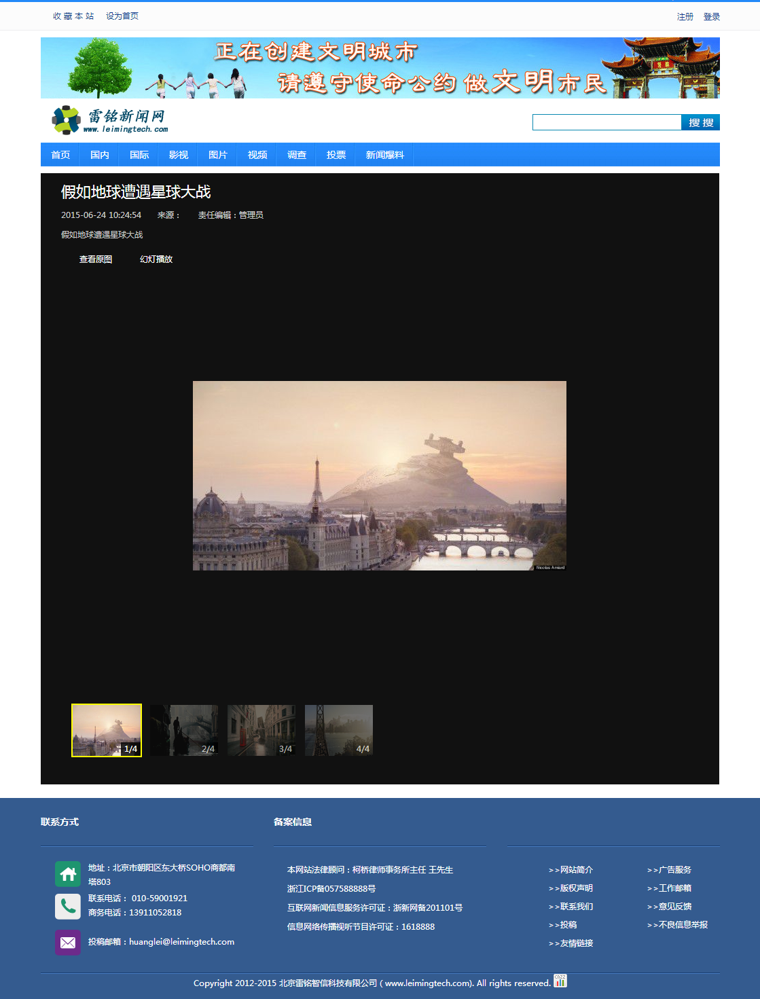 收 藏 本 站 设为首页 注册 登录
正在创建文明城市
请遵守使命公约 做文明市民
雷铭新闻网
www.leimingtech.com
搜 搜
首页 国内 国际 影视 图片 视频 调查 投票 新闻爆料
假如地球遭遇星球大战
2015-06-24 10:24:54 来源： 责任编辑：管理员
假如地球遭遇星球大战
查看原图 幻灯播放
Nicolas Amiard
1/4 2/4 3/4 4/4
联系方式
地址：北京市朝阳区东大桥SOHO商都南
塔803
联系电话： 010-59001921
商务电话：13911052818
投稿邮箱：huanglei@leimingtech.com
备案信息
本网站法律顾问：柯桥律师事务所主任 王先生
浙江ICP备057588888号
互联网新闻信息服务许可证：浙新网备201101号
信息网络传播视听节目许可证：1618888
>>网站简介 >>广告服务
>>版权声明 >>工作邮箱
>>联系我们 >>意见反馈
>>投稿 >>不良信息举报
>>友情链接
Copyright 2012-2015 北京雷铭智信科技有限公司 ( www.leimingtech.com). All rights reserved. CNZZ